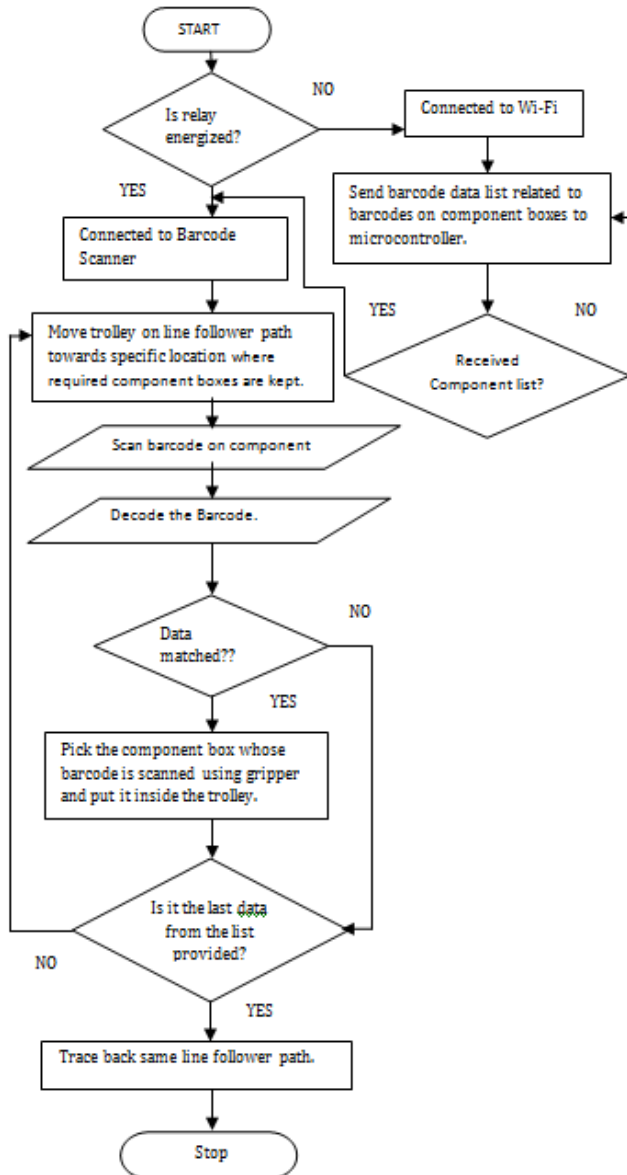 START
NO
Is relay
energized?
Connected to Wi-Fi
YES
Send barcode data list related to
barcodes on component boxes to
microcontroller.
Connected to Barcode
Scanner
YES
NO
Move trolley on line follower path
towards specific location where
required component boxes are kept.
Received
Component list?
Scan barcode on component
Decode the Barcode.
NO
Data
matched??
YES
Pick the component box whose
barcode is scanned using gripper
and put it inside the trolley.
Is it the last data
from the list
provided?
NO
YES
Trace back same line follower path.
Stop